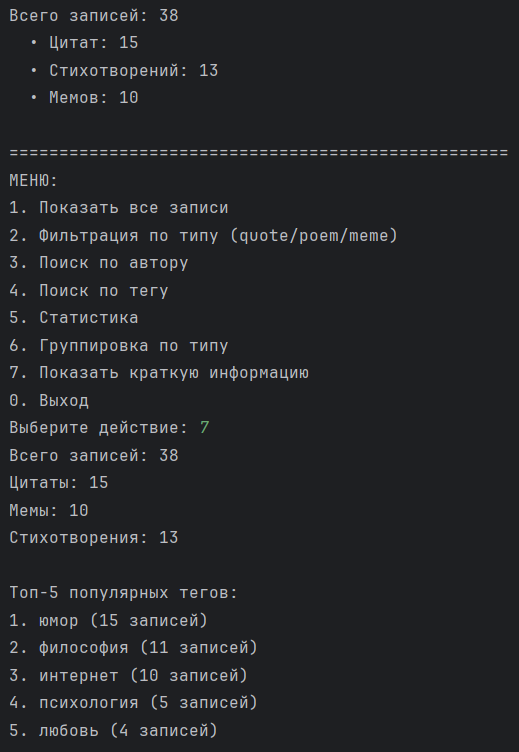 Всего записей: 38
• Цитат: 15
• Стихотворений: 13
• Мемов: 10
==================================================
МЕНЮ:
1. Показать все записи
2. Фильтрация по типу (quote/poem/meme)
3. Поиск по автору
4. Поиск по тегу
5. Статистика
6. Группировка по типу
7. Показать краткую информацию
0. Выход
Выберите действие: 7
Всего записей: 38
Цитаты: 15
Мемы: 10
Стихотворения: 13
Топ-5 популярных тегов:
1. юмор (15 записей)
2. философия (11 записей)
3. интернет (10 записей)
4. психология (5 записей)
5. любовь (4 записей)